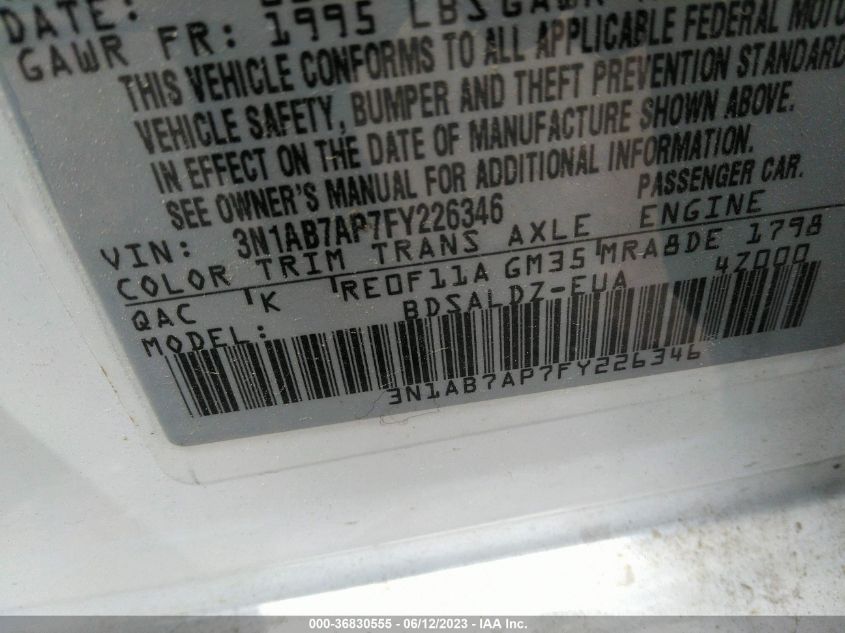 DATE:
GAWR FR: 1995 LBS GAWR
THIS VEHICLE CONFORMS TO ALL APPLICABLE FEDERAL MOTO
VEHICLE SAFETY, BUMPER AND THEFT PREVENTION STANDARD
IN EFFECT ON THE DATE OF MANUFACTURE SHOWN ABOVE.
SEE OWNER'S MANUAL FOR ADDITIONAL INFORMATION.
VIN: 3N1AB7AP7FY226346 PASSENGER CAR.
COLOR TRIM TRANS AXLE ENGINE
QAC K RE0F11A GM35 MRA8DE 1798
MODEL: BDSALDZ-EUA 4Z000
3N1AB7AP7FY226346
000-36830555 - 06/12/2023 - IAA Inc.